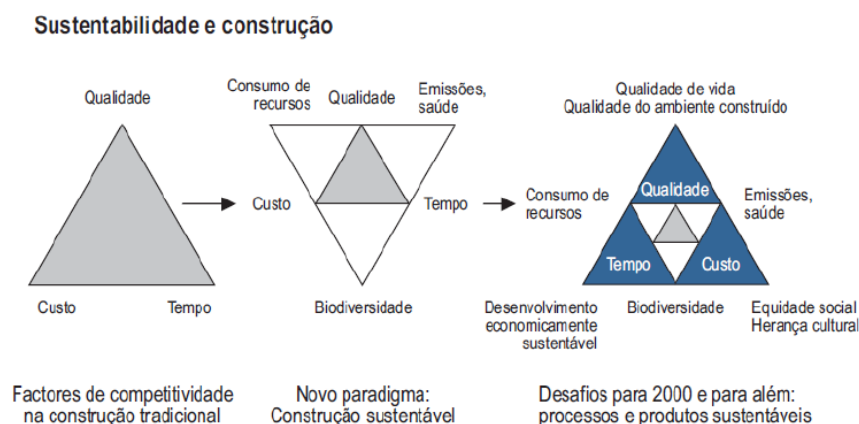 Sustentabilidade e construção
Qualidade
Custo
Tempo
Consumo de
recursos
Qualidade
Emissões,
saúde
Custo
Tempo
Biodiversidade
Qualidade de vida
Qualidade do ambiente construído
Consumo de
recursos
Qualidade
Emissões,
saúde
Tempo
Custo
Desenvolvimento
economicamente
sustentável
Biodiversidade
Equidade social
Herança cultural
Factores de competitividade
na construção tradicional
Novo paradigma:
Construção sustentável
Desafios para 2000 e para além:
processos e produtos sustentáveis